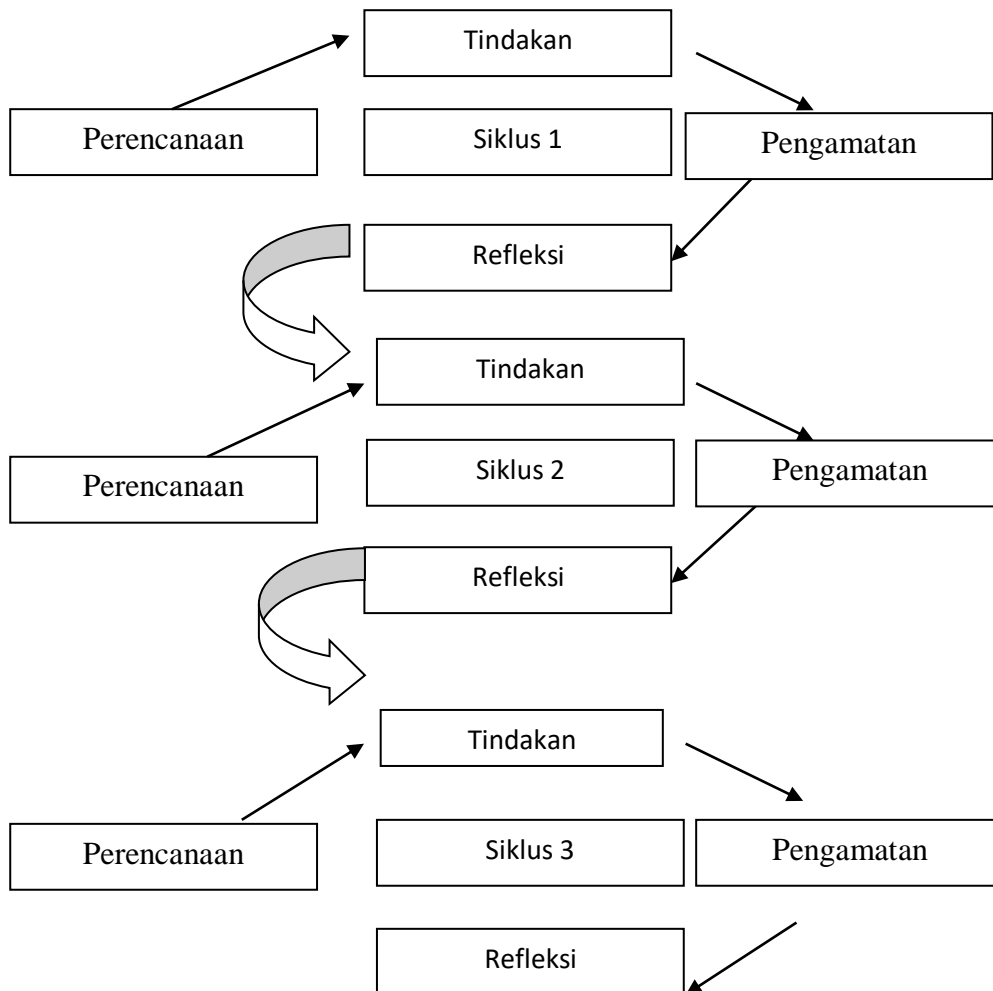 Tindakan
Perencanaan
Siklus 1
Pengamatan
Refleksi
Tindakan
Perencanaan
Siklus 2
Pengamatan
Refleksi
Tindakan
Perencanaan
Siklus 3
Pengamatan
Refleksi